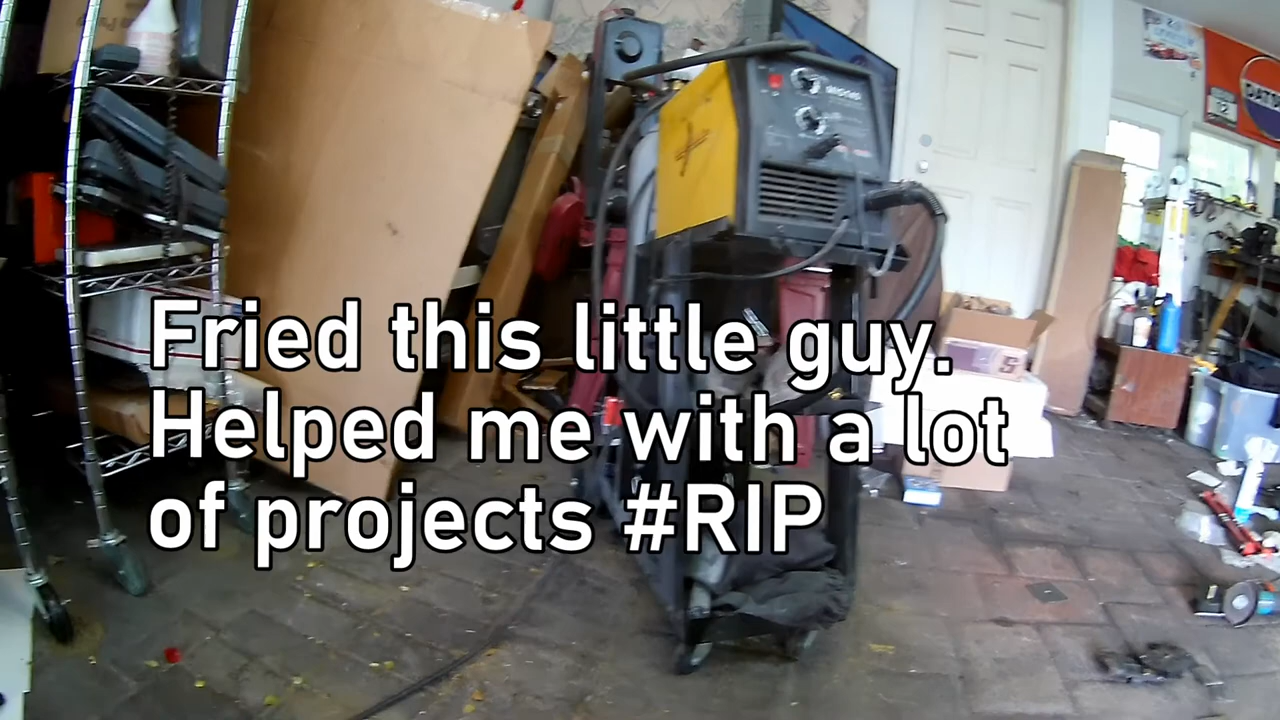 Fried this little guy.
Helped me with a lot
of projects #RIP